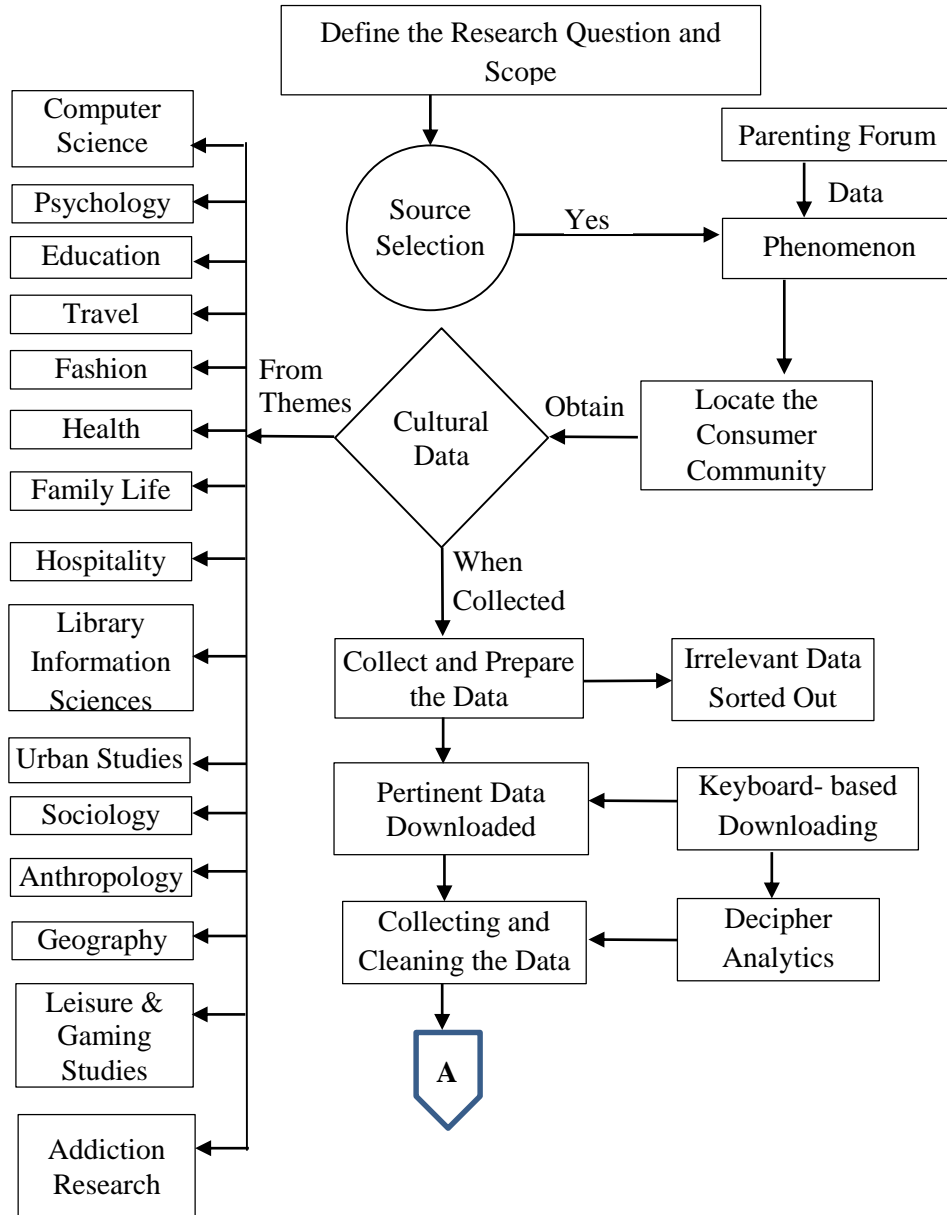 Define the Research Question and
Scope
Computer
Science
Psychology
Education
Travel
Fashion
Health
Family Life
Hospitality
Library
Information
Sciences
Urban Studies
Sociology
Anthropology
Geography
Leisure &
Gaming
Studies
Addiction
Research
Source
Selection
Yes
Parenting Forum
Data
Phenomenon
Locate the
Consumer
Community
Obtain
Cultural
Data
From
Themes
When
Collected
Collect and Prepare
the Data
Irrelevant Data
Sorted Out
Pertinent Data
Downloaded
Keyboard- based
Downloading
Collecting and
Cleaning the Data
Decipher
Analytics
A